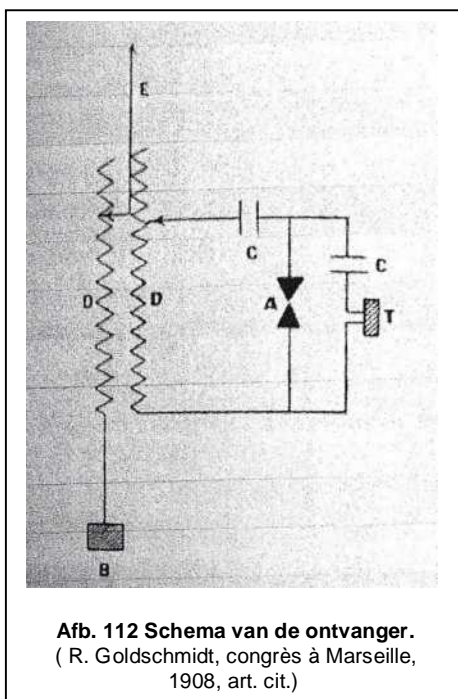 E
C
C
D
D
A
T
B
Afb. 112 Schema van de ontvanger.
( R. Goldschmidt, congrès à Marseille,
1908, art. cit.)